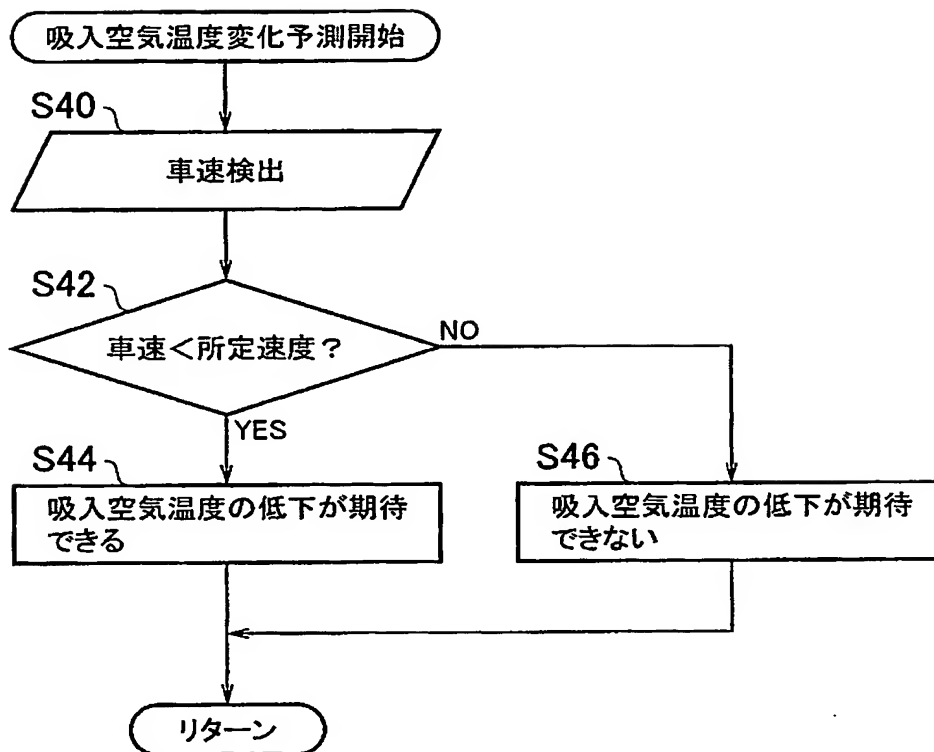 吸入空気温度変化予測開始
S40
車速検出
S42
車速<所定速度?
NO
YES
S44
吸入空気温度の低下が期待
できる
S46
吸入空気温度の低下が期待
できない
リターン